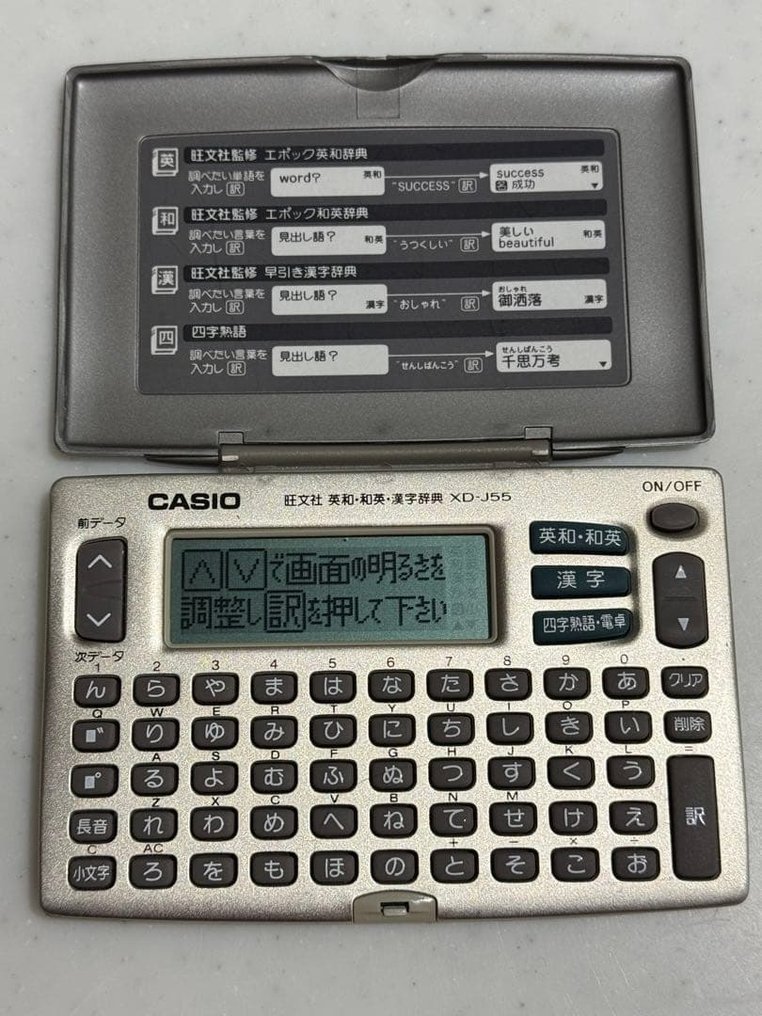 英 旺文社監修 エポック英和辞典
調べたい単語を 入力し 訳 word? 英和 "SUCCESS" 訳 success 英和
名 成功 ▼
和 旺文社監修 エポック和英辞典
調べたい言葉を 入力し 訳 見出し語? 和英 "うつくしい" 訳 美しい 和英
beautiful
漢 旺文社監修 早引き漢字辞典
調べたい言葉を 入力し 訳 見出し語? 漢字 "おしゃれ" 訳 おしゃれ
御洒落 漢字
四 四字熟語
調べたい言葉を 入力し 訳 見出し語? "せんしばんこう" 訳 せんしばんこう
千思万考 ▼
CASIO 旺文社 英和・和英・漢字辞典 XD-J55 ON/OFF
前データ
英和・和英
漢字
四字熟語・電卓
∧∨で画面の明るさを
調整し訳を押して下さい
次データ
1 2 3 4 5 6 7 8 9 0 .
ん ら や ま は な た さ か あ クリア
Q W E R T Y U I O P
゛ り ゆ み ひ に ち し き い 削除
A S D F G H J K L =
゜ る よ む ふ ぬ つ す く う 訳
Z X C V B N M
長音 れ わ め へ ね て せ け え
C AC + - × ÷
小文字 ろ を も ほ の と そ こ お